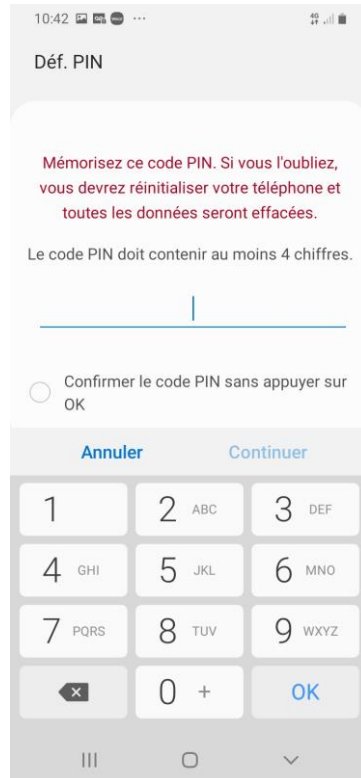 10:42 ...
4G
Déf. PIN
Mémorisez ce code PIN. Si vous l'oubliez,
vous devrez réinitialiser votre téléphone et
toutes les données seront effacées.
Le code PIN doit contenir au moins 4 chiffres.
Confirmer le code PIN sans appuyer sur
OK
Annuler Continuer
1 2 ABC 3 DEF
4 GHI 5 JKL 6 MNO
7 PQRS 8 TUV 9 WXYZ
0 + OK